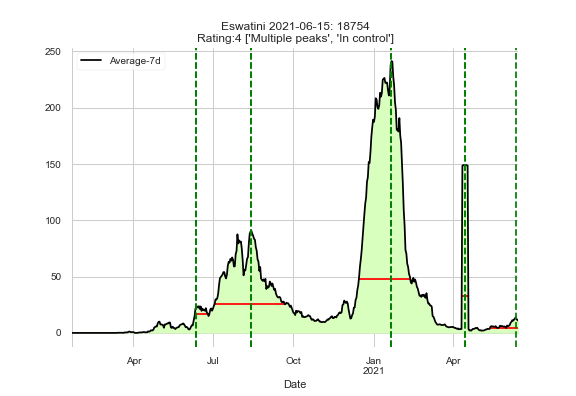 Eswatini 2021-06-15: 18754
Rating:4 ['Multiple peaks', 'In control']
Average-7d
250
200
150
100
50
0
Apr
Jul
Oct
Jan
2021
Apr
Date